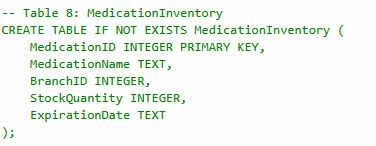 -- Table 8: MedicationInventory
CREATE TABLE IF NOT EXISTS MedicationInventory (
    MedicationID INTEGER PRIMARY KEY,
    MedicationName TEXT,
    BranchID INTEGER,
    StockQuantity INTEGER,
    ExpirationDate TEXT
);